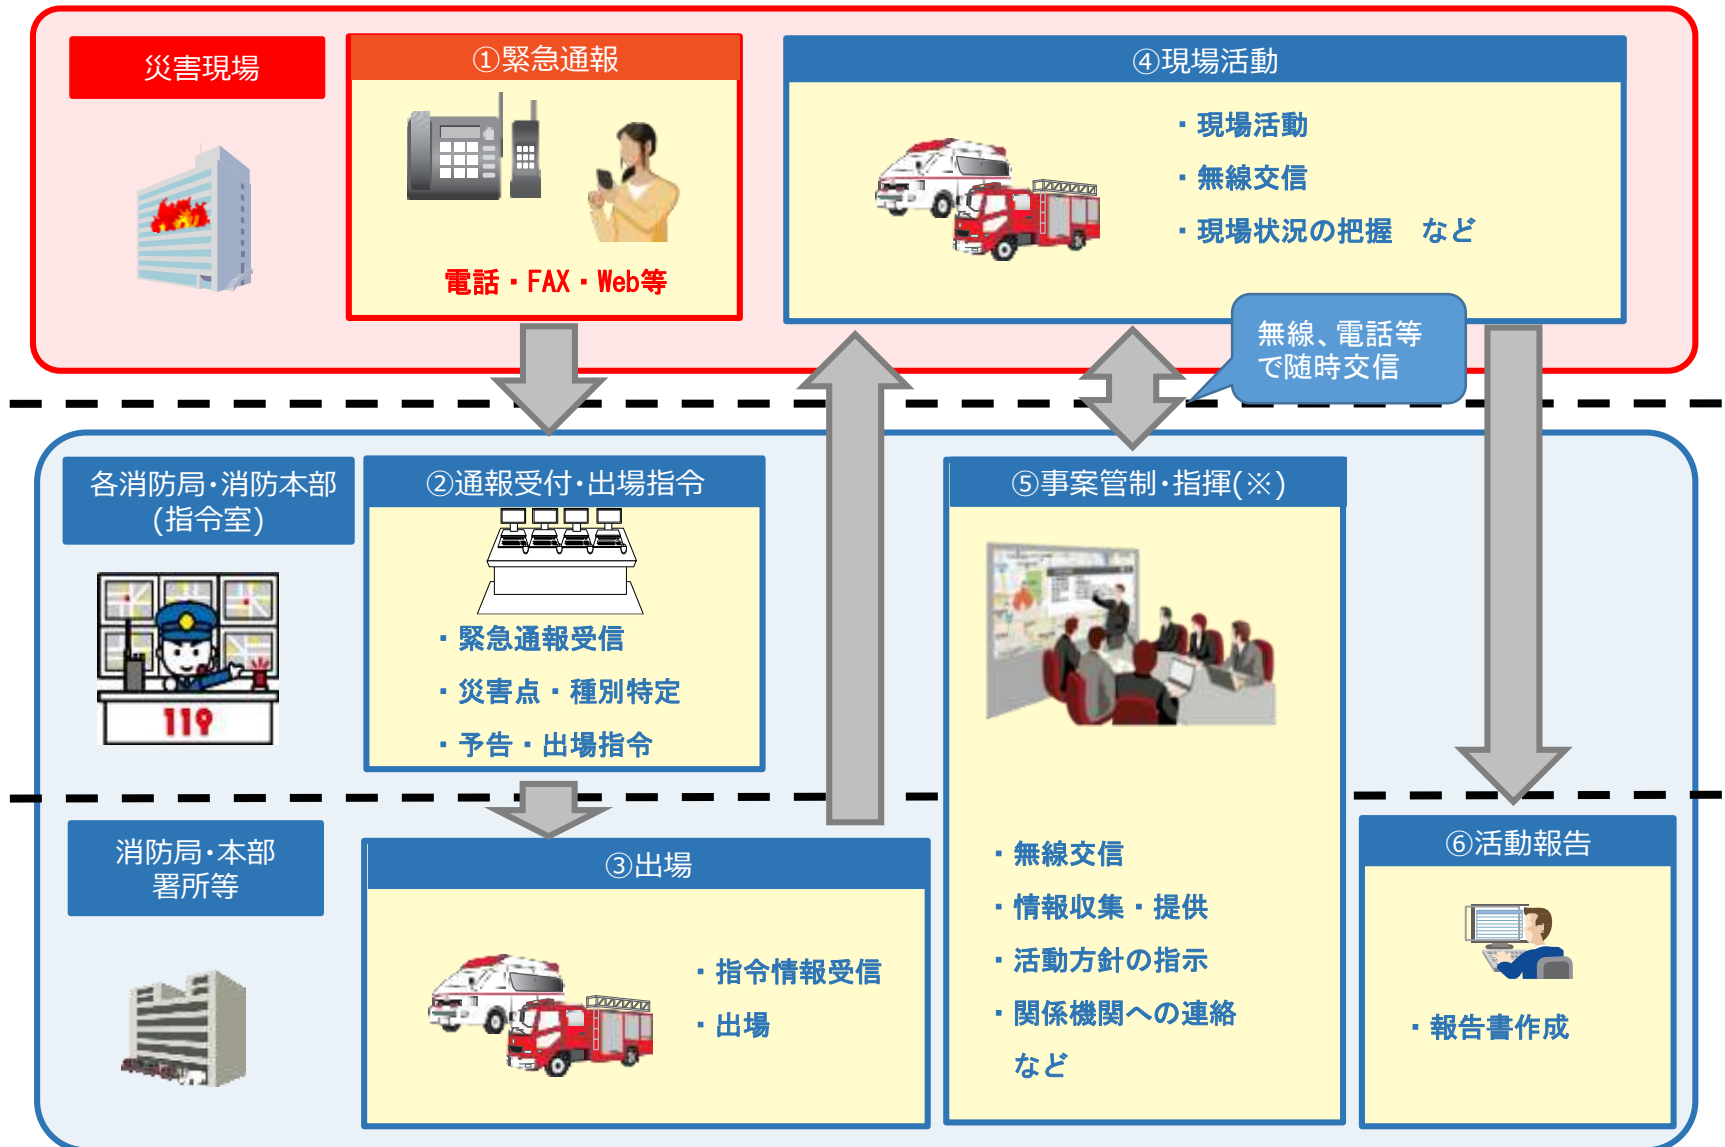 災害現場
①緊急通報
電話・FAX・Web等
④現場活動
・現場活動
・無線交信
・現場状況の把握　など
無線、電話等
で随時交信
各消防局・消防本部
(指令室)
119
②通報受付・出場指令
・緊急通報受信
・災害点・種別特定
・予告・出場指令
⑤事案管制・指揮(※)
・無線交信
・情報収集・提供
・活動方針の指示
・関係機関への連絡
など
消防局・本部
署所等
③出場
・指令情報受信
・出場
⑥活動報告
・報告書作成